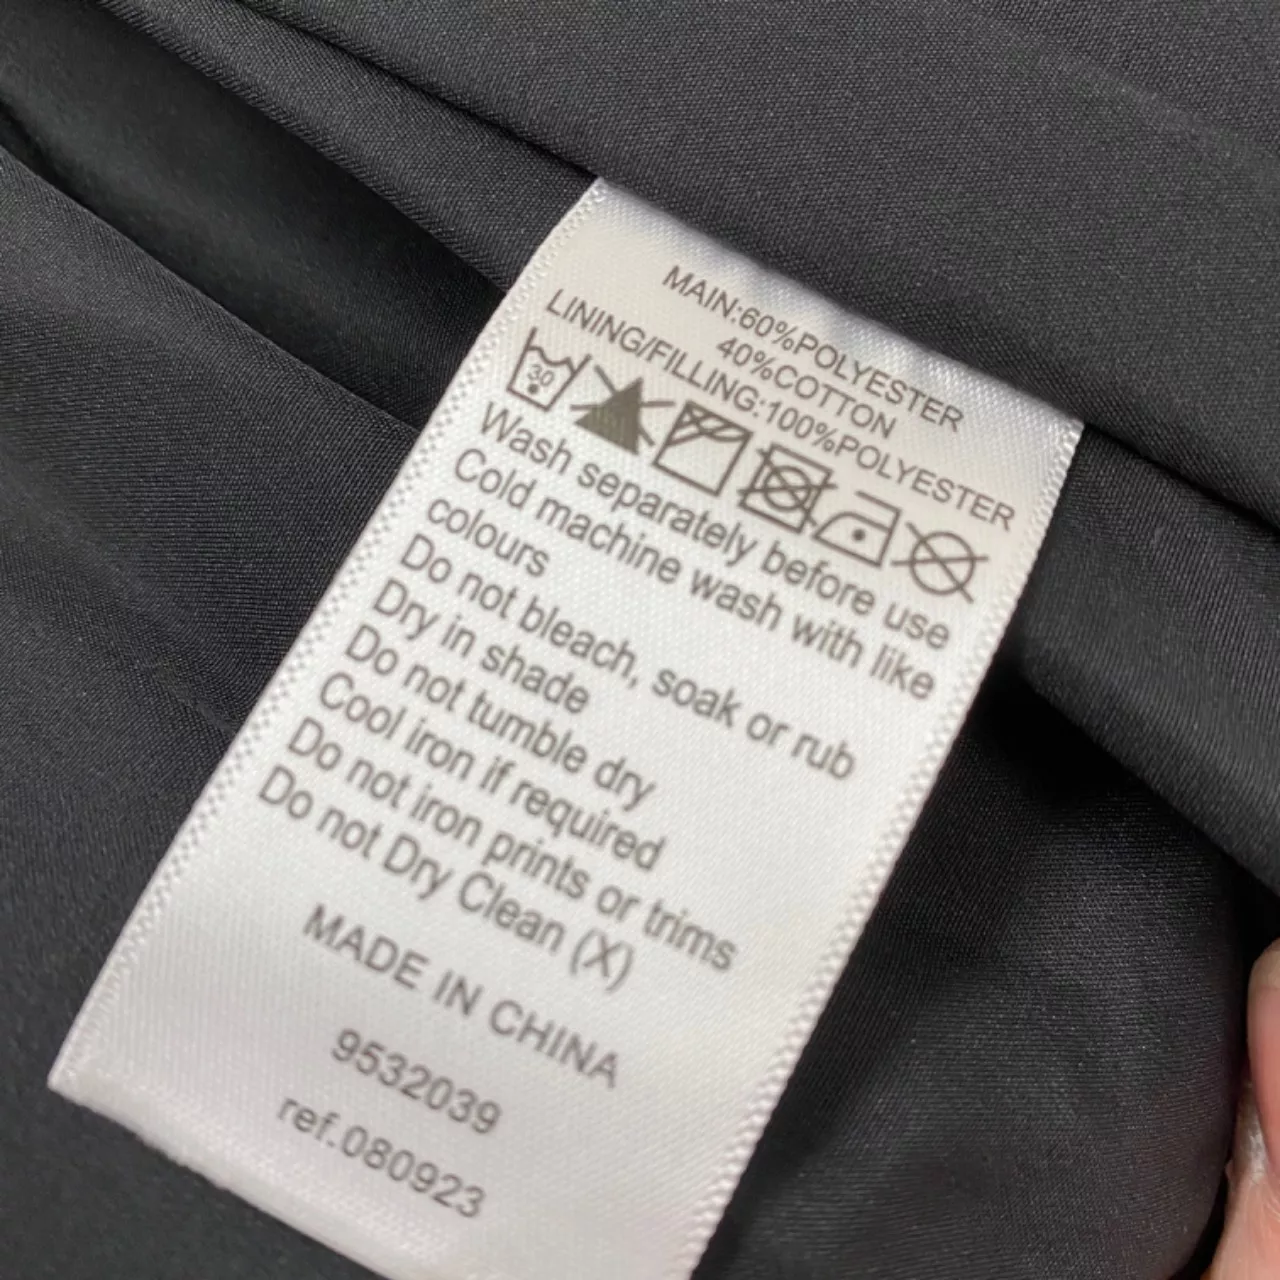 MAIN:60%POLYESTER
40%COTTON
LINING/FILLING:100%POLYESTER
30
Wash separately before use
Cold machine wash with like
colours
Do not bleach, soak or rub
Dry in shade
Do not tumble dry
Cool iron if required
Do not iron prints or trims
Do not Dry Clean (X)
MADE IN CHINA
9532039
ref.080923